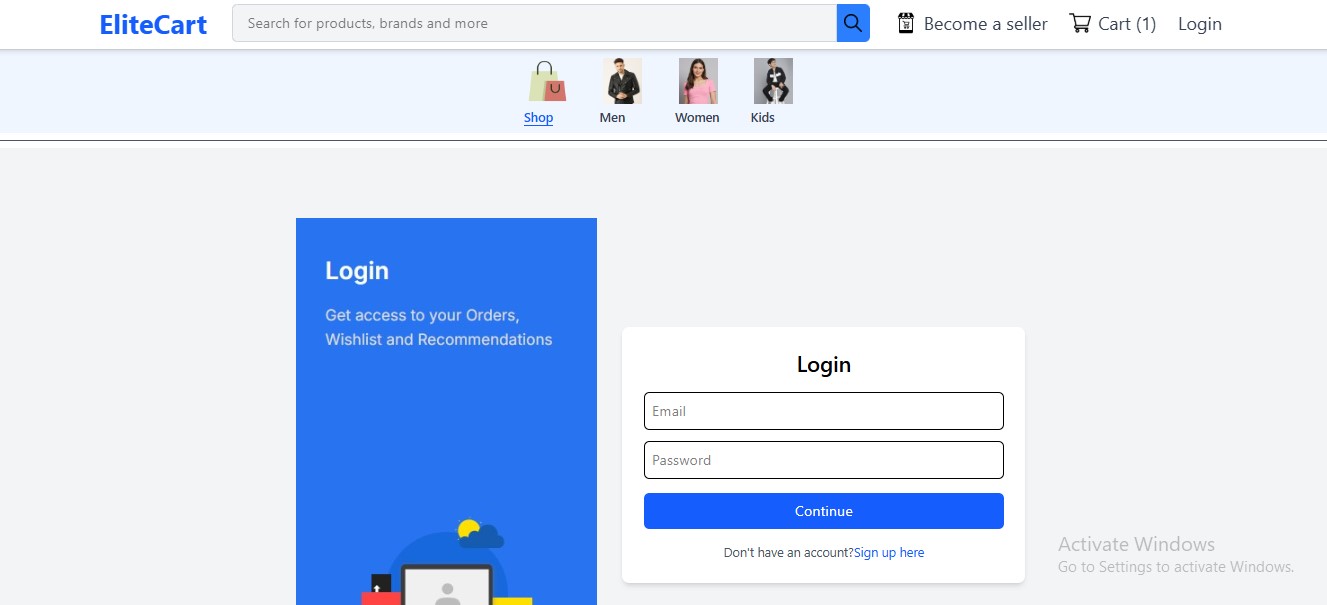 EliteCart
Search for products, brands and more
Become a seller
Cart (1)
Login
Shop
Men
Women
Kids
Login
Get access to your Orders,
Wishlist and Recommendations
Login
Email
Password
Continue
Don't have an account?Sign up here
Activate Windows
Go to Settings to activate Windows.